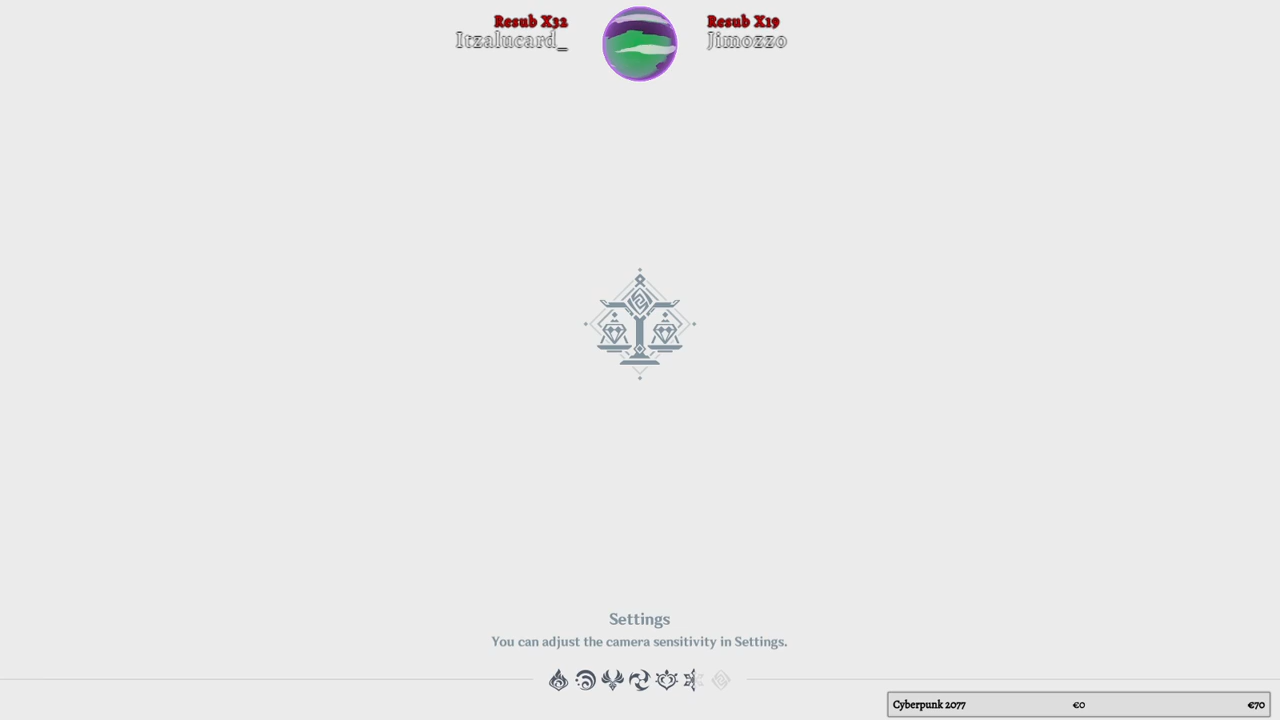 Resub X32
Itzalucard_
Resub X19
Jimozzo
Settings
You can adjust the camera sensitivity in Settings.
Cyberpunk 2077 €0 €70